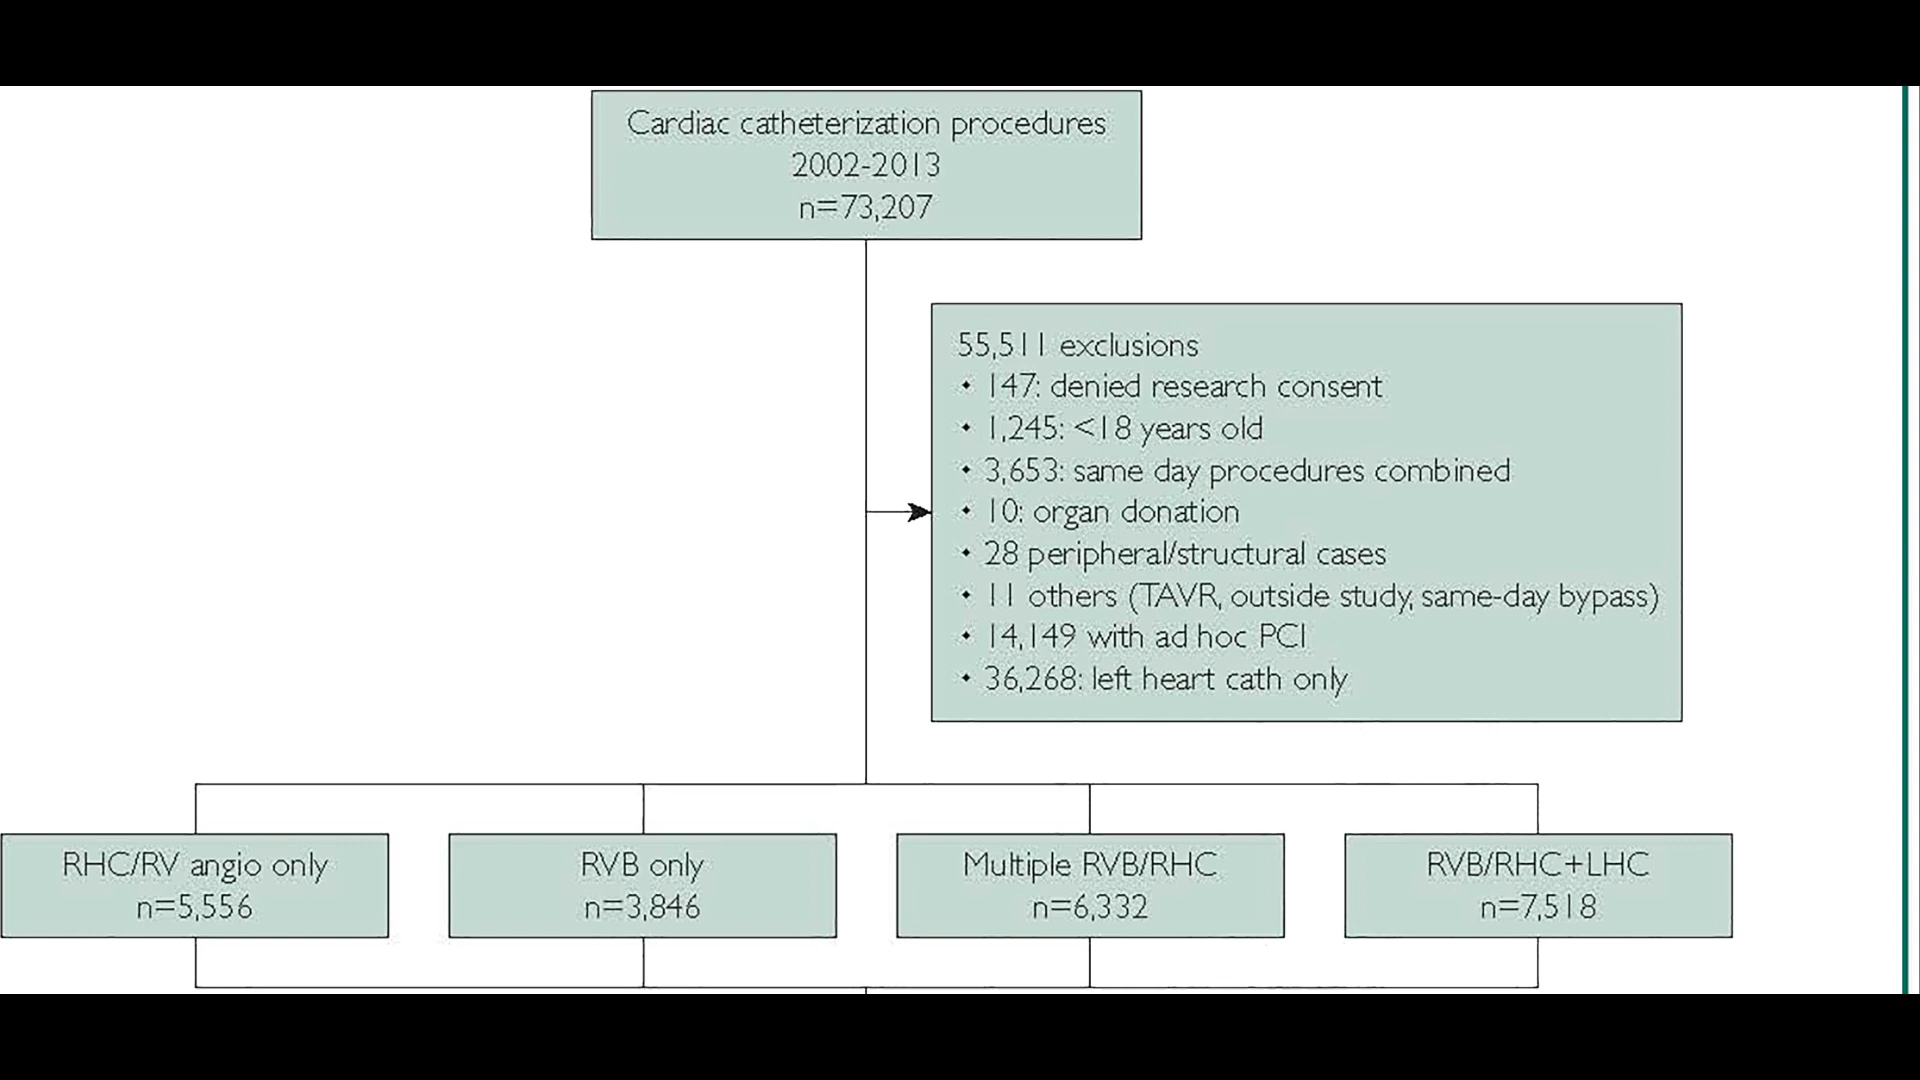 Cardiac catheterization procedures
2002-2013
n=73,207
55,511 exclusions
• 147: denied research consent
• 1,245: <18 years old
• 3,653: same day procedures combined
• 10: organ donation
• 28 peripheral/structural cases
• 11 others (TAVR, outside study, same-day bypass)
• 14,149 with ad hoc PCI
• 36,268: left heart cath only
RHC/RV angio only
n=5,556
RVB only
n=3,846
Multiple RVB/RHC
n=6,332
RVB/RHC+LHC
n=7,518